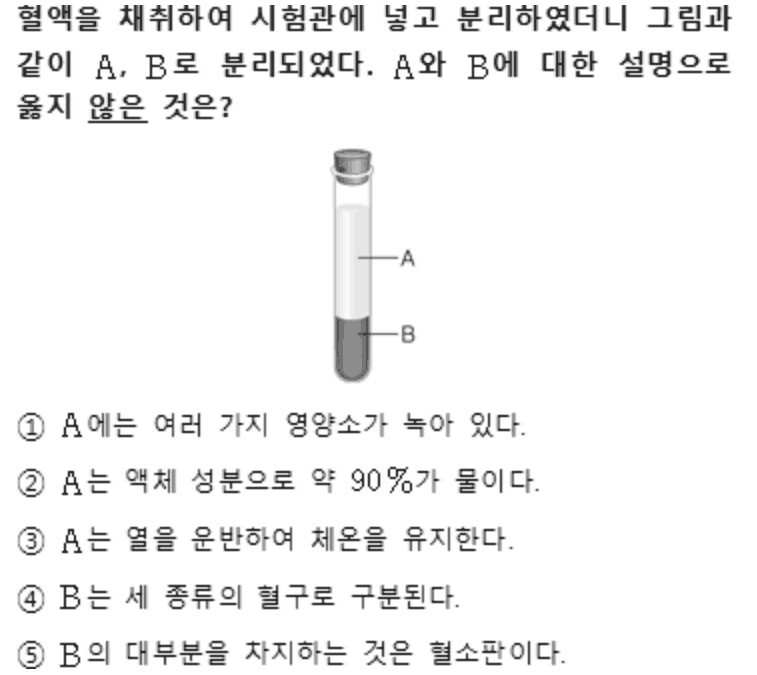 혈액을 채취하여 시험관에 넣고 분리하였더니 그림과
같이 A, B로 분리되었다. A와 B에 대한 설명으로
옳지 않은 것은?
A
B
① A에는 여러 가지 영양소가 녹아 있다.
② A는 액체 성분으로 약 90%가 물이다.
③ A는 열을 운반하여 체온을 유지한다.
④ B는 세 종류의 혈구로 구분된다.
⑤ B의 대부분을 차지하는 것은 혈소판이다.